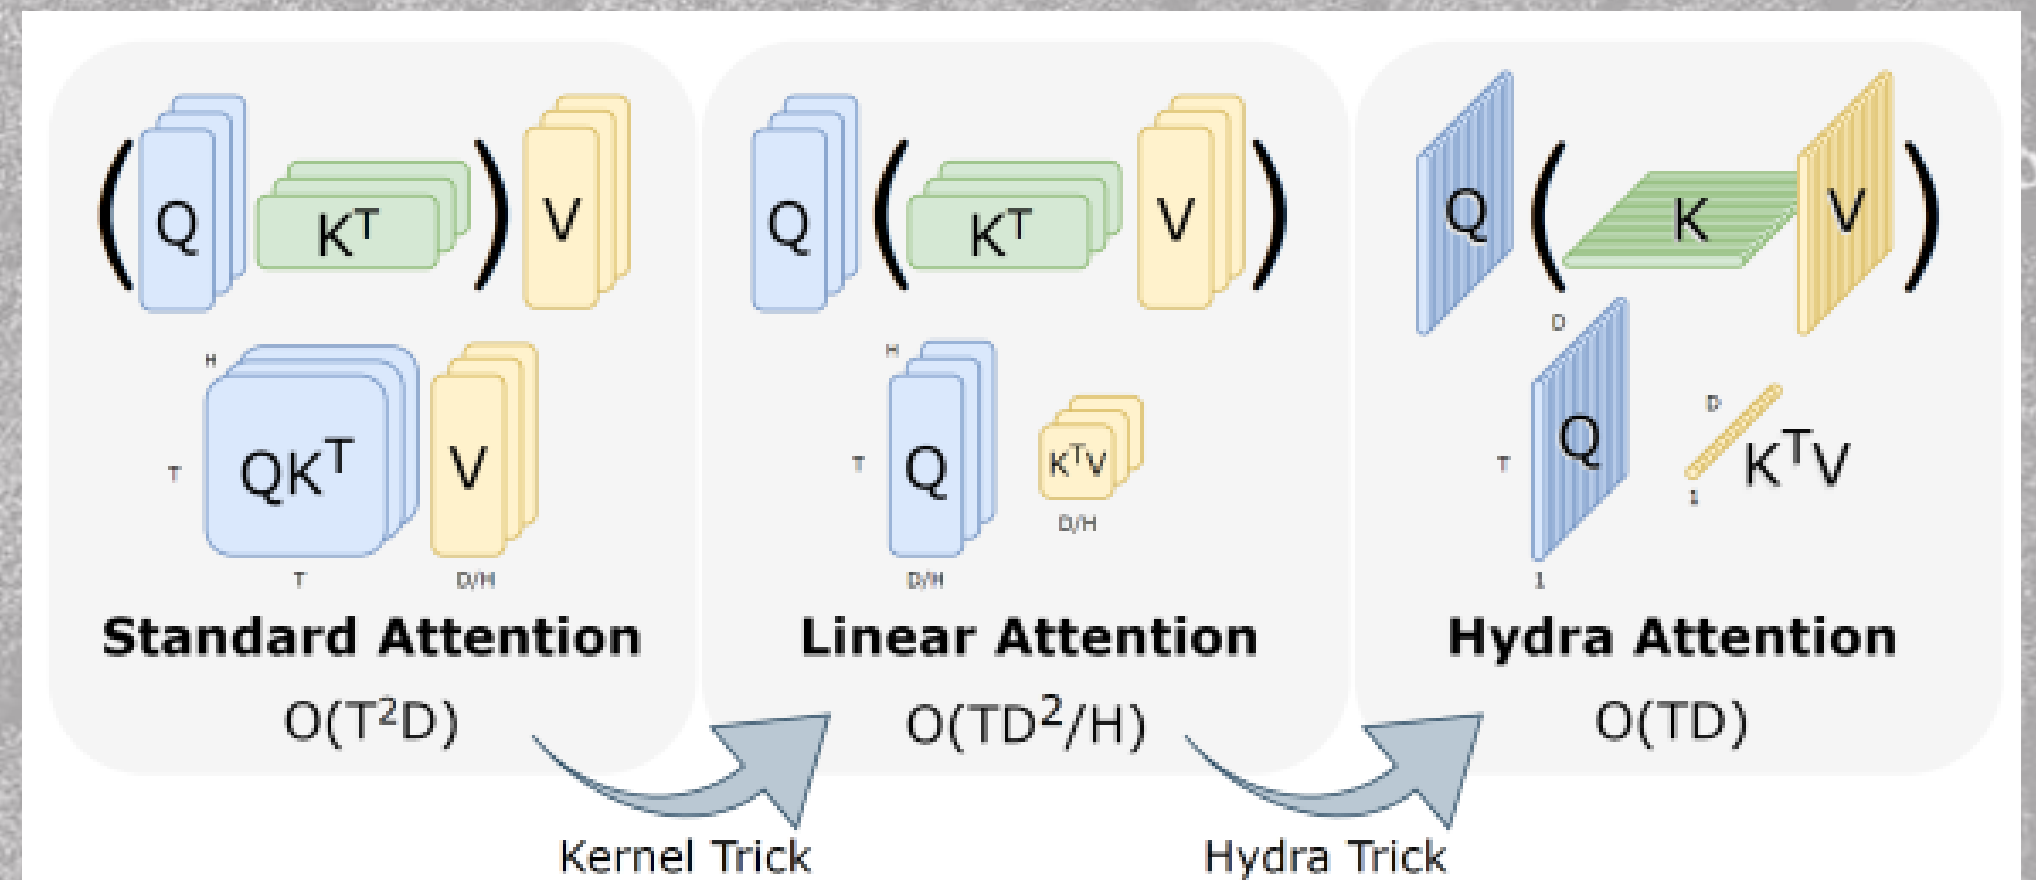 ( Q K^T ) V
H
T
QK^T V
T D/H
Standard Attention
O(T²D)
Kernel Trick
Q ( K^T V )
H
T
Q K^TV
D/H
D/H
Linear Attention
O(TD²/H)
Hydra Trick
Q ( K V )
D
D
T
Q K^TV
1
1
Hydra Attention
O(TD)